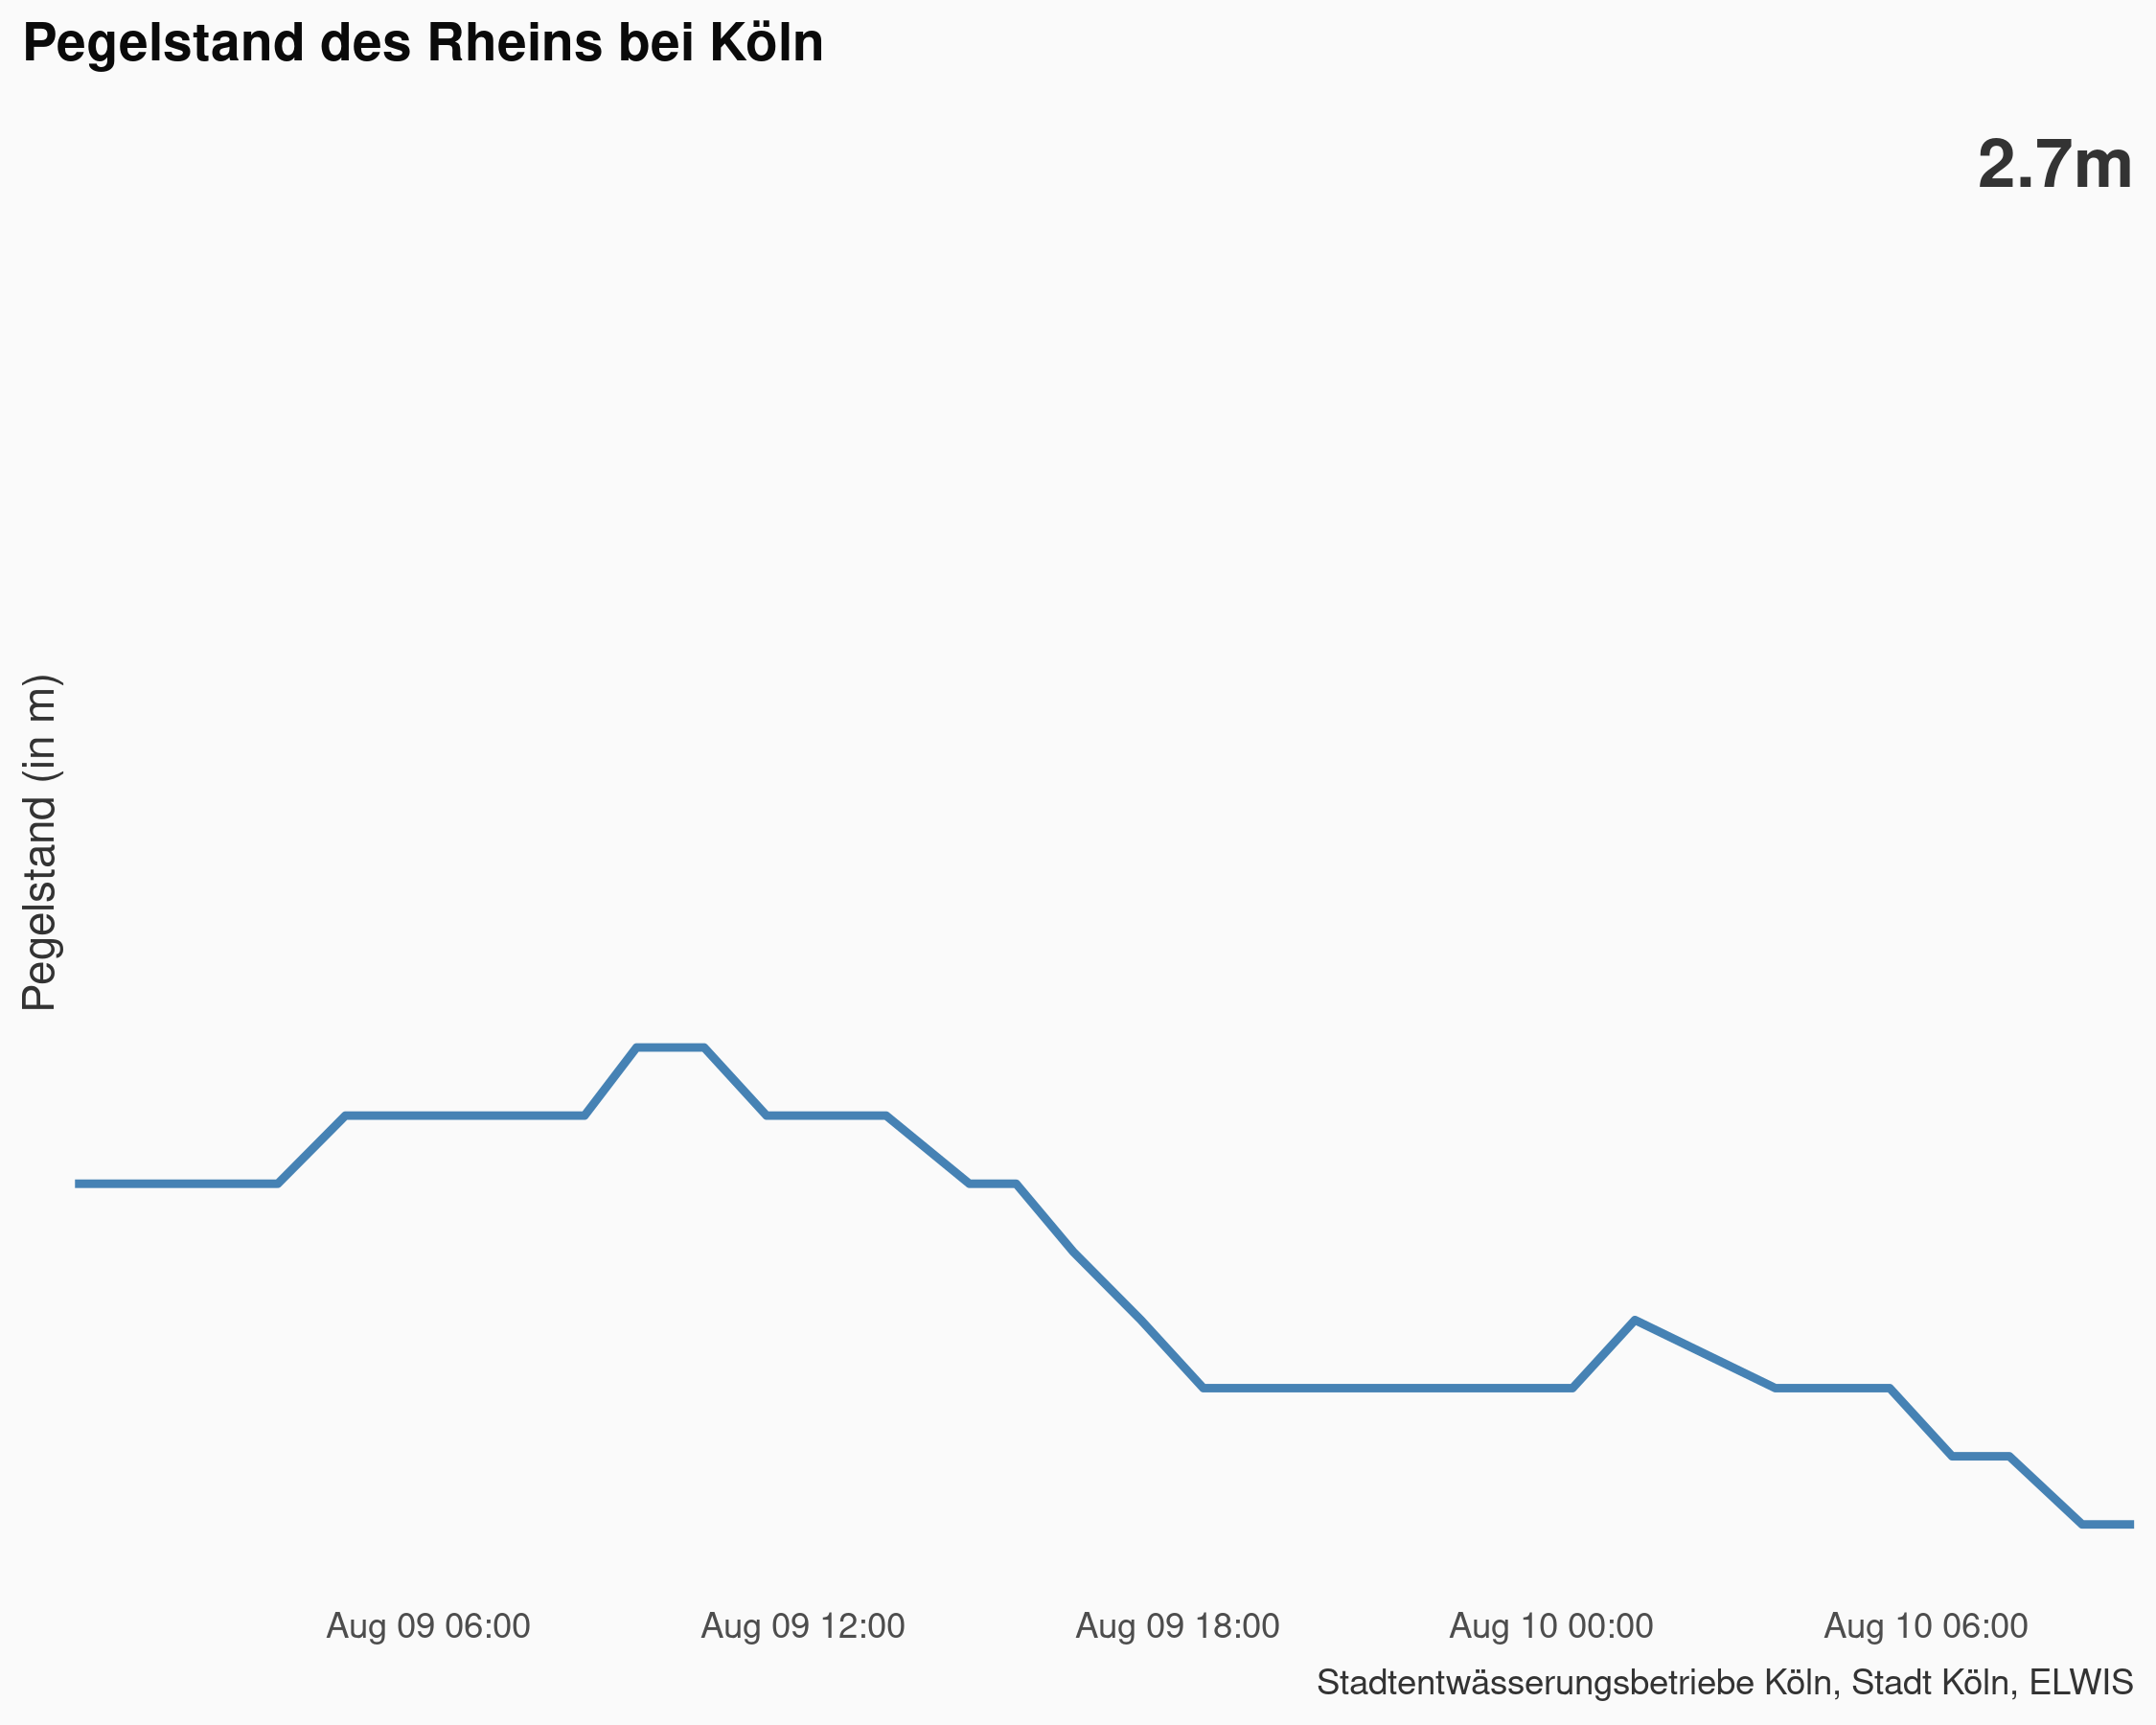 Pegelstand des Rheins bei Köln
2.7m
Pegelstand (in m)
Aug 09 06:00
Aug 09 12:00
Aug 09 18:00
Aug 10 00:00
Aug 10 06:00
Stadtentwässerungsbetriebe Köln, Stadt Köln, ELWIS